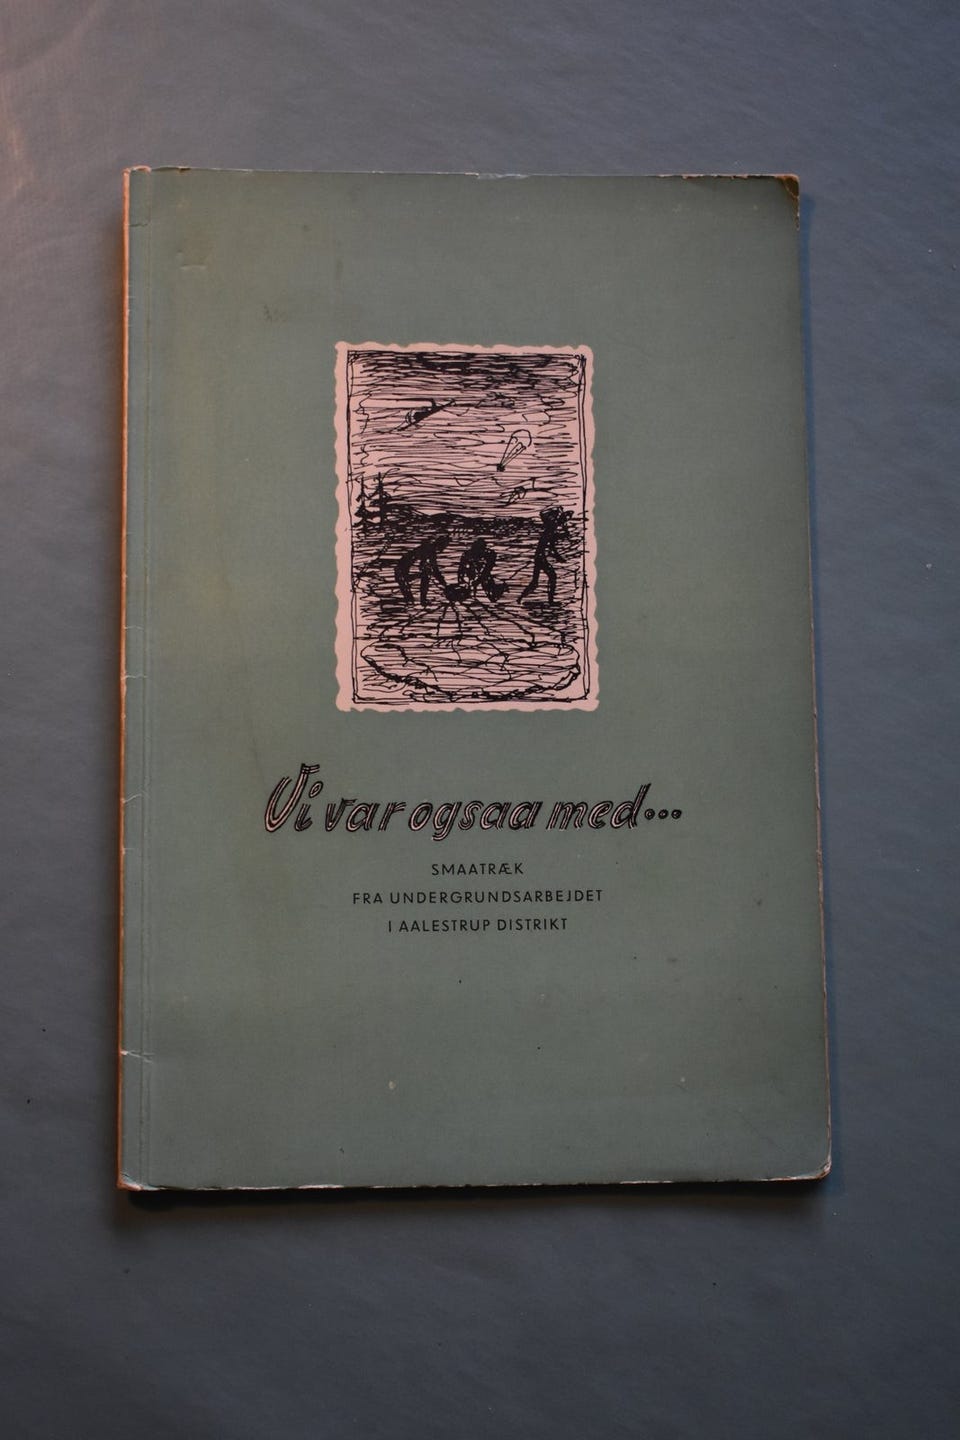 Vi var ogsaa med...
SMAATRÆK
FRA UNDERGRUNDSARBEJDET
I AALESTRUP DISTRIKT